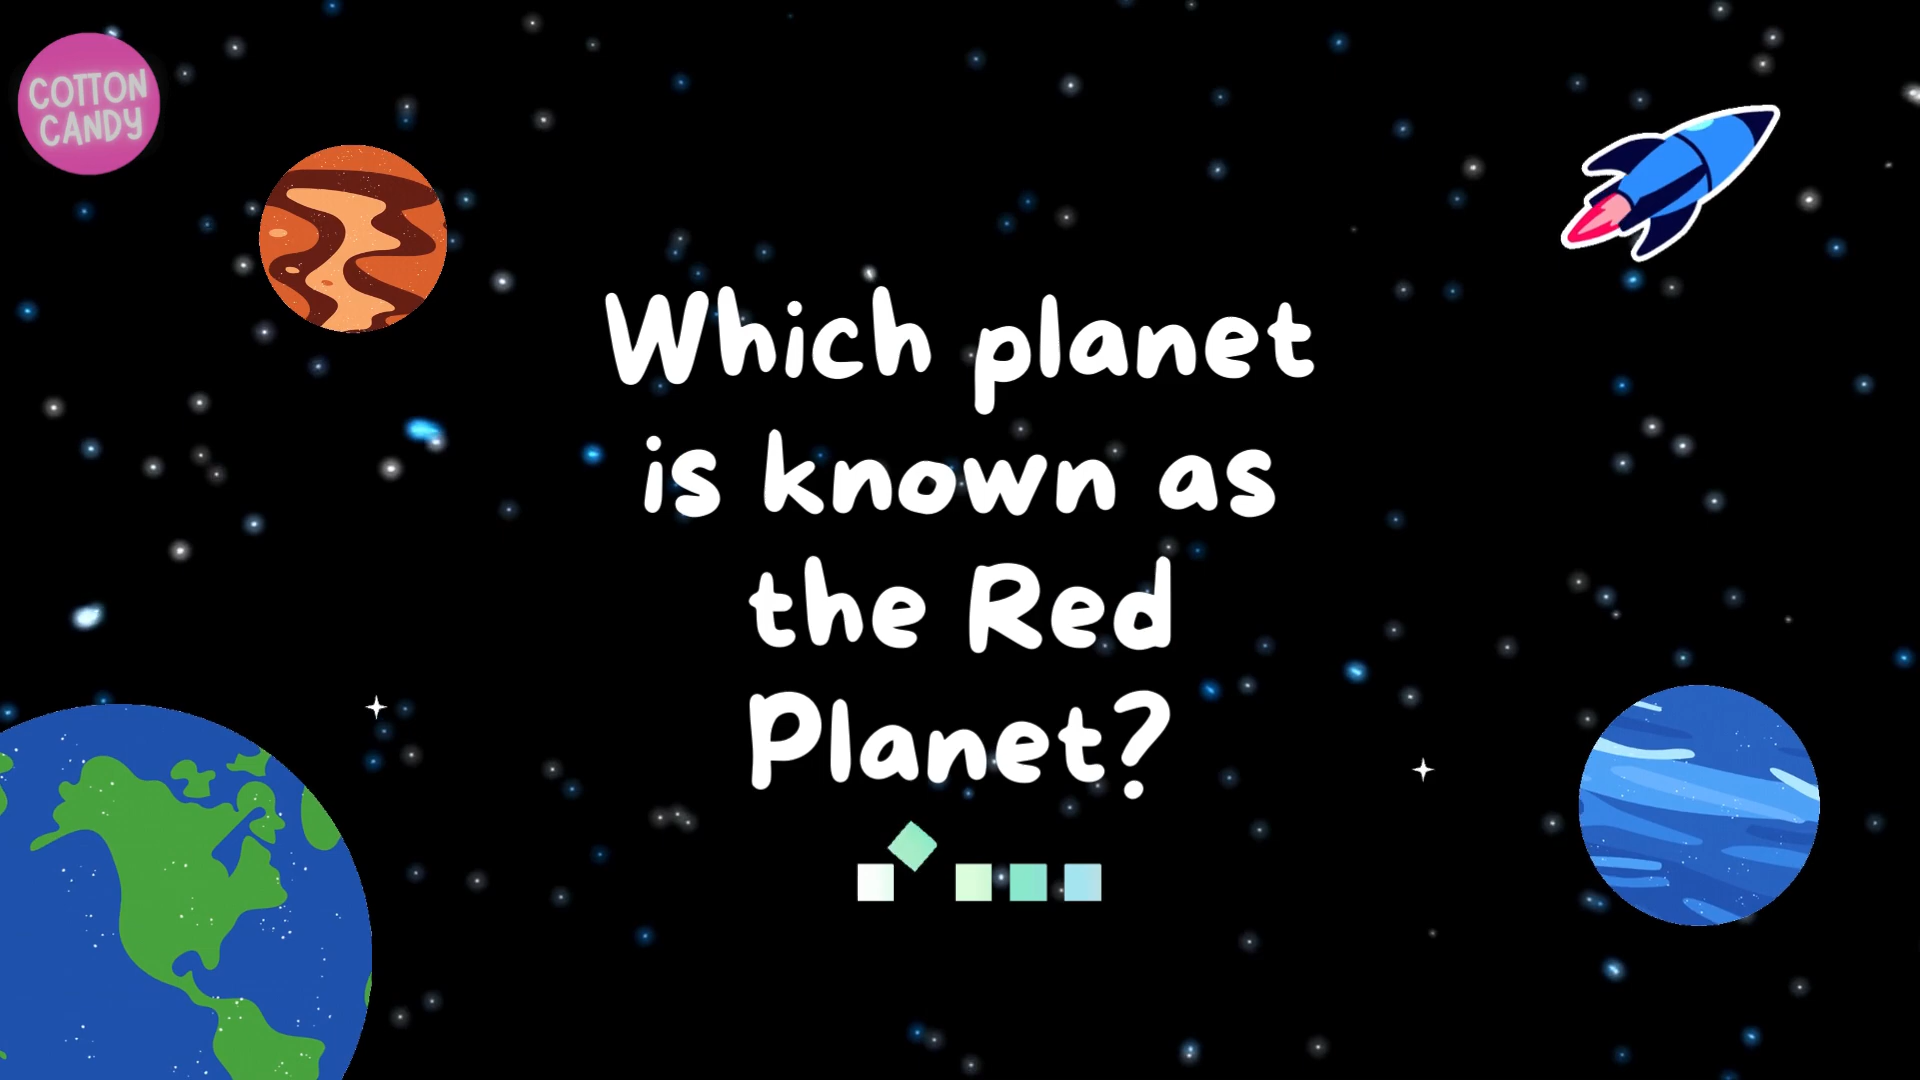 COTTON
CANDY
Which planet
is known as
the Red
Planet?